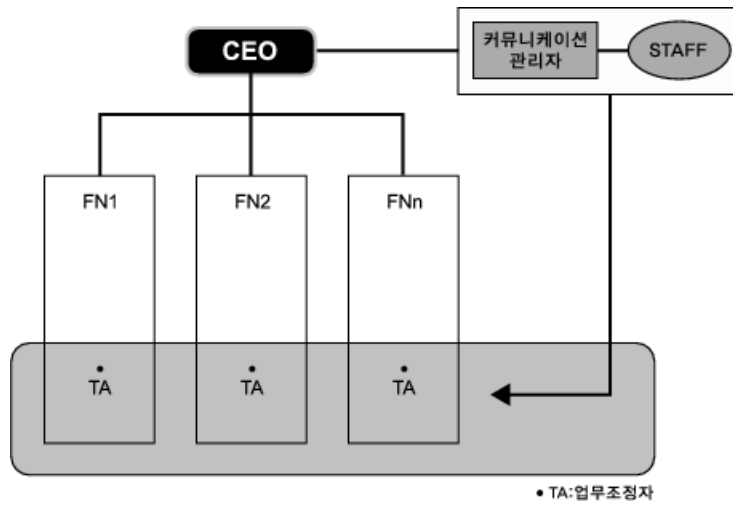 CEO
커뮤니케이션
관리자
STAFF
FN1
FN2
FNn
• TA
• TA
• TA
• TA:업무조정자